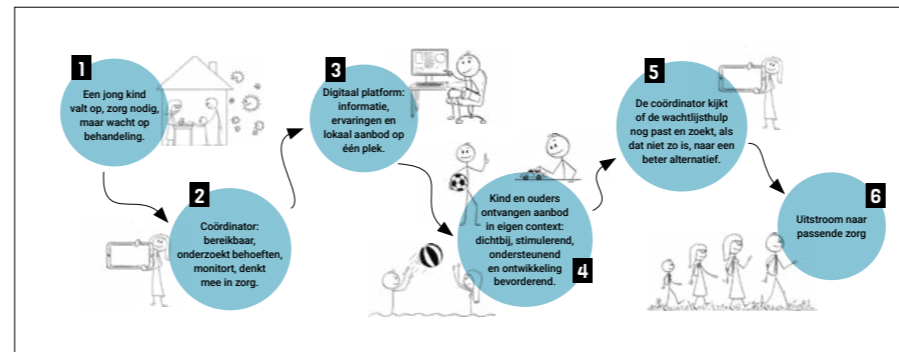 1
Een jong kind
valt op, zorg nodig,
maar wacht op
behandeling.
2
Coördinator:
bereikbaar,
onderzoekt behoeften,
monitort, denkt
mee in zorg.
3
Digitaal platform:
informatie,
ervaringen en
lokaal aanbod op
één plek.
4
Kind en ouders
ontvangen aanbod
in eigen context:
dichtbij, stimulerend,
ondersteunend
en ontwikkeling
bevorderend.
5
De coördinator kijkt
of de wachtlijsthulp
nog past en zoekt, als
dat niet zo is, naar een
beter alternatief.
6
Uitstroom naar
passende zorg